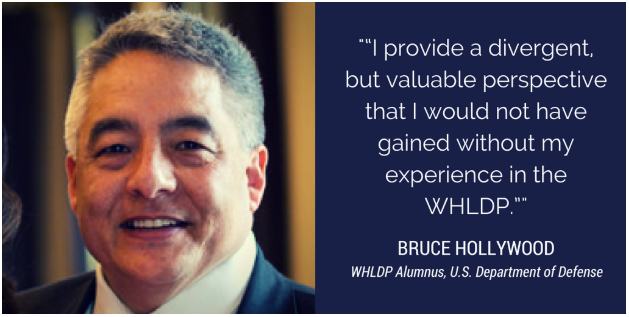 "“I provide a divergent,
but valuable perspective
that I would not have
gained without my
experience in the
WHLDP.”"
BRUCE HOLLYWOOD
WHLDP Alumnus, U.S. Department of Defense